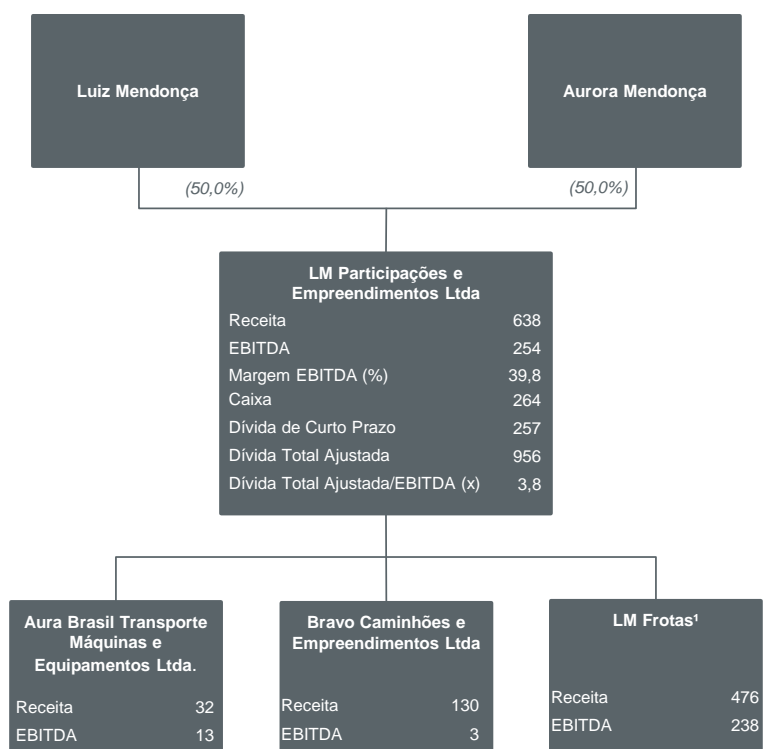 Luiz Mendonça
Aurora Mendonça
(50,0%)
(50,0%)
LM Participações e
Empreendimentos Ltda
Receita 638
EBITDA 254
Margem EBITDA (%) 39,8
Caixa 264
Dívida de Curto Prazo 257
Dívida Total Ajustada 956
Dívida Total Ajustada/EBITDA (x) 3,8
Aura Brasil Transporte
Máquinas e
Equipamentos Ltda.
Receita 32
EBITDA 13
Bravo Caminhões e
Empreendimentos Ltda
Receita 130
EBITDA 3
LM Frotas¹
Receita 476
EBITDA 238